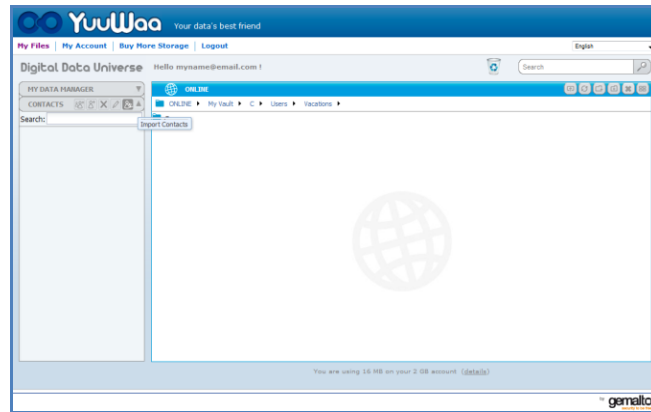 YuuWaa Your data's best friend
My Files | My Account | Buy More Storage | Logout English
Digital Data Universe Hello myname@email.com ! Search
MY DATA MANAGER ONLINE
CONTACTS ONLINE My Vault C Users Vacations
Search:
Import Contacts
You are using 16 MB on your 2 GB account (details)
gemalto